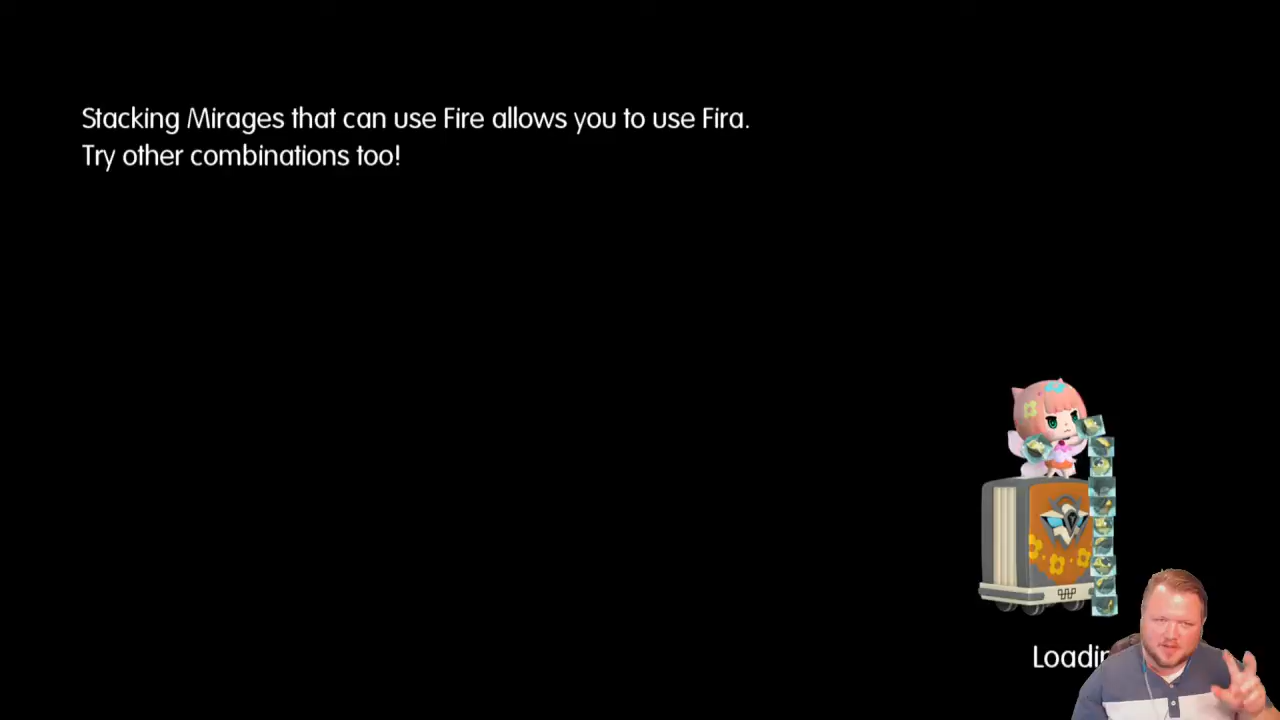 Stacking Mirages that can use Fire allows you to use Fira.
Try other combinations too!